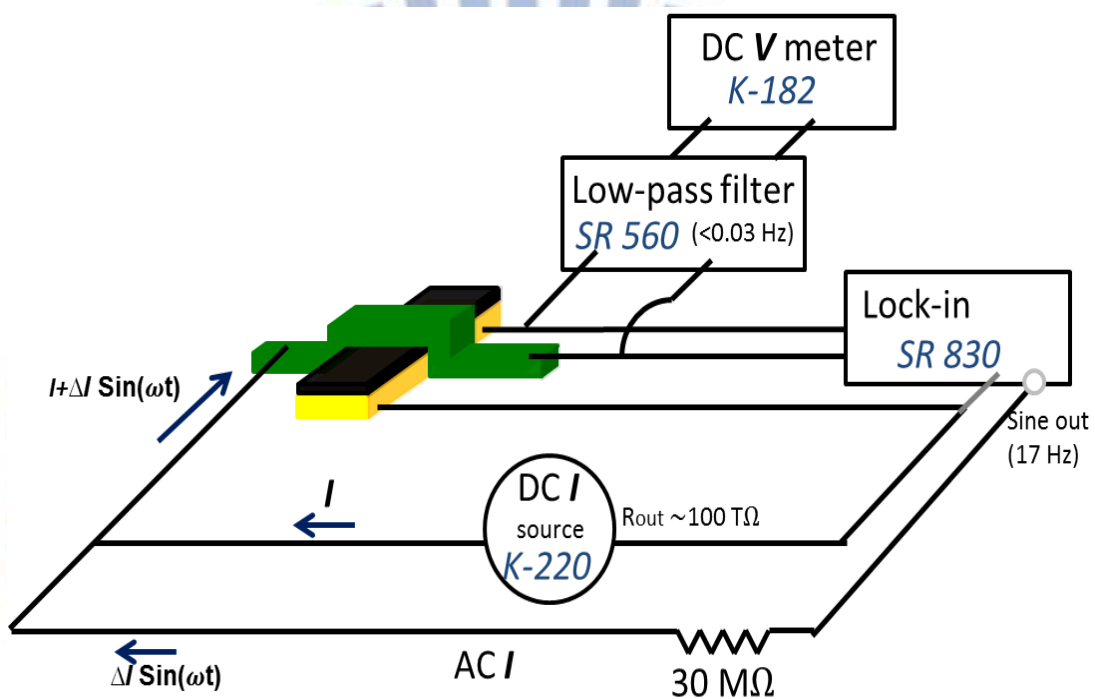 DC V meter
K-182
Low-pass filter
SR 560 (<0.03 Hz)
Lock-in
SR 830
I+ΔI Sin(ωt)
Sine out
(17 Hz)
I
DC I
source
K-220
Rout ~100 TΩ
ΔI Sin(ωt)
AC I
30 MΩ